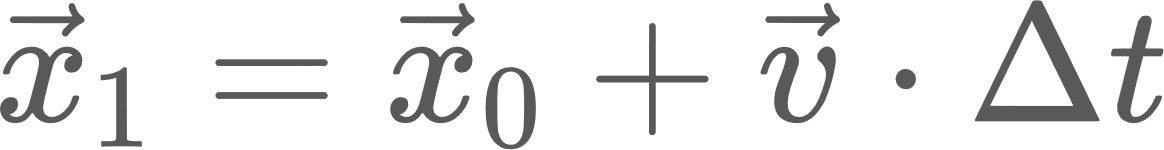 x⃗₁ = x⃗₀ + v⃗ · Δt